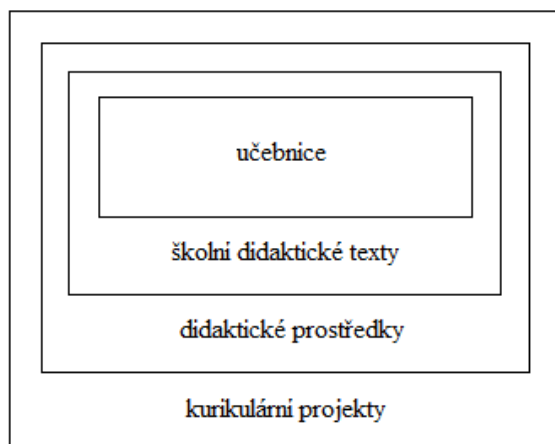 učebnice
školní didaktické texty
didaktické prostředky
kurikulární projekty